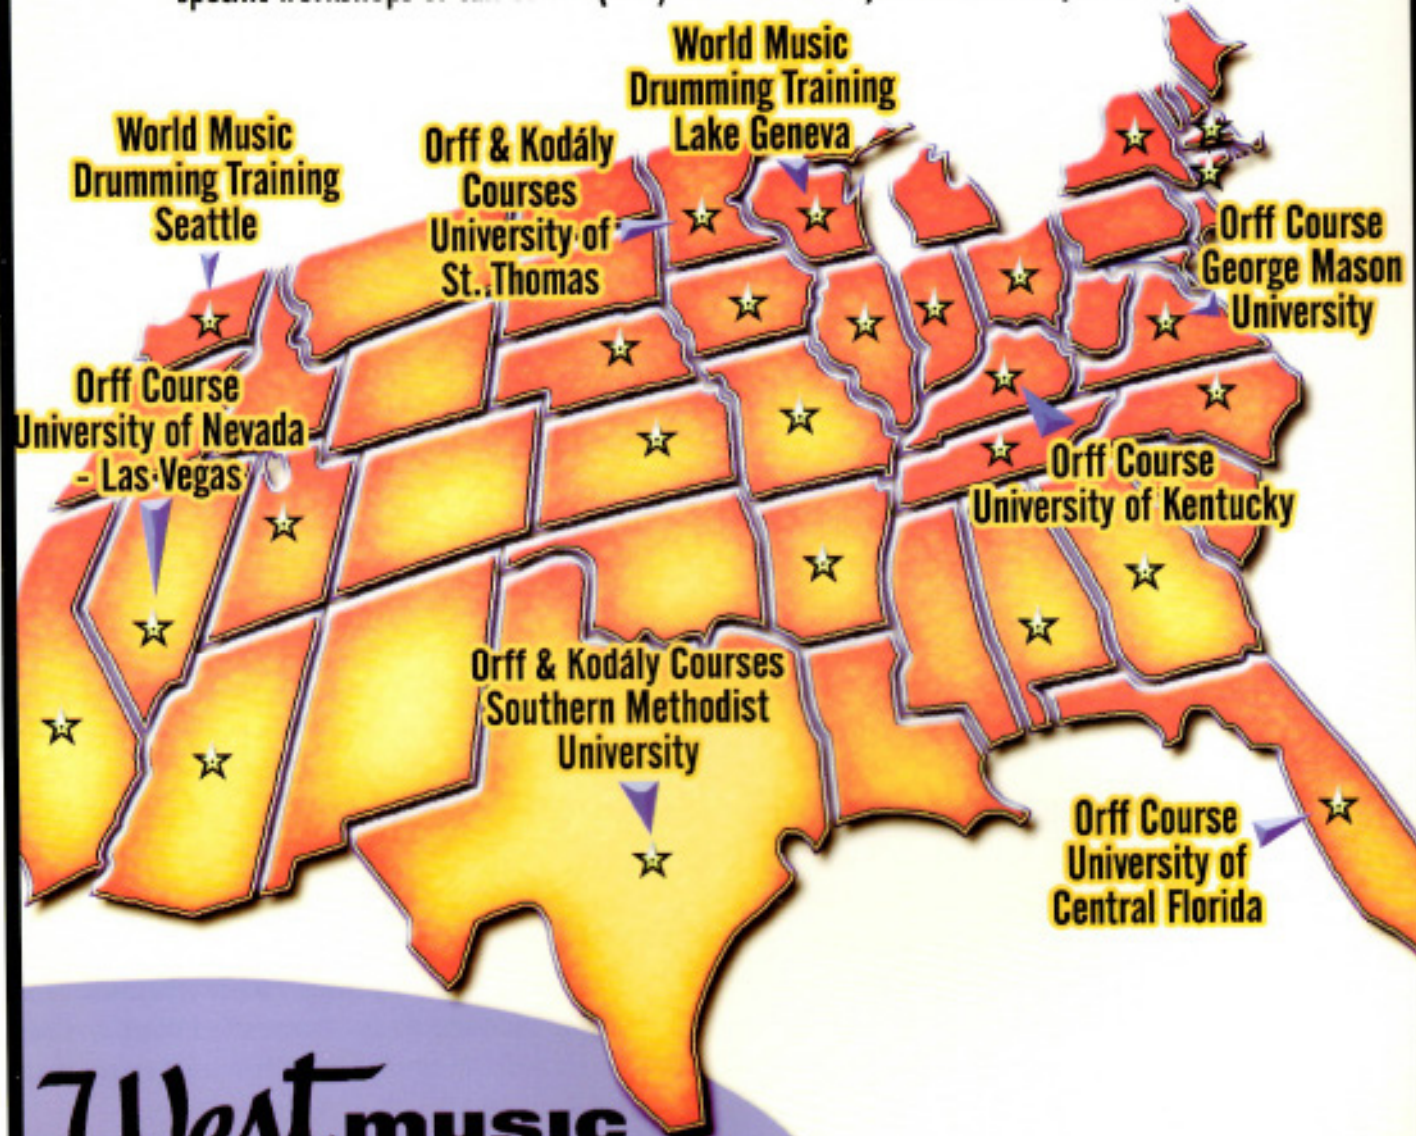 World Music
Drumming Training
Lake Geneva
World Music
Drumming Training
Seattle
Orff & Kodály
Courses
University of
St. Thomas
Orff Course
George Mason
University
Orff Course
University of Nevada
- Las Vegas
Orff Course
University of Kentucky
Orff & Kodály Courses
Southern Methodist
University
Orff Course
University of
Central Florida
West music